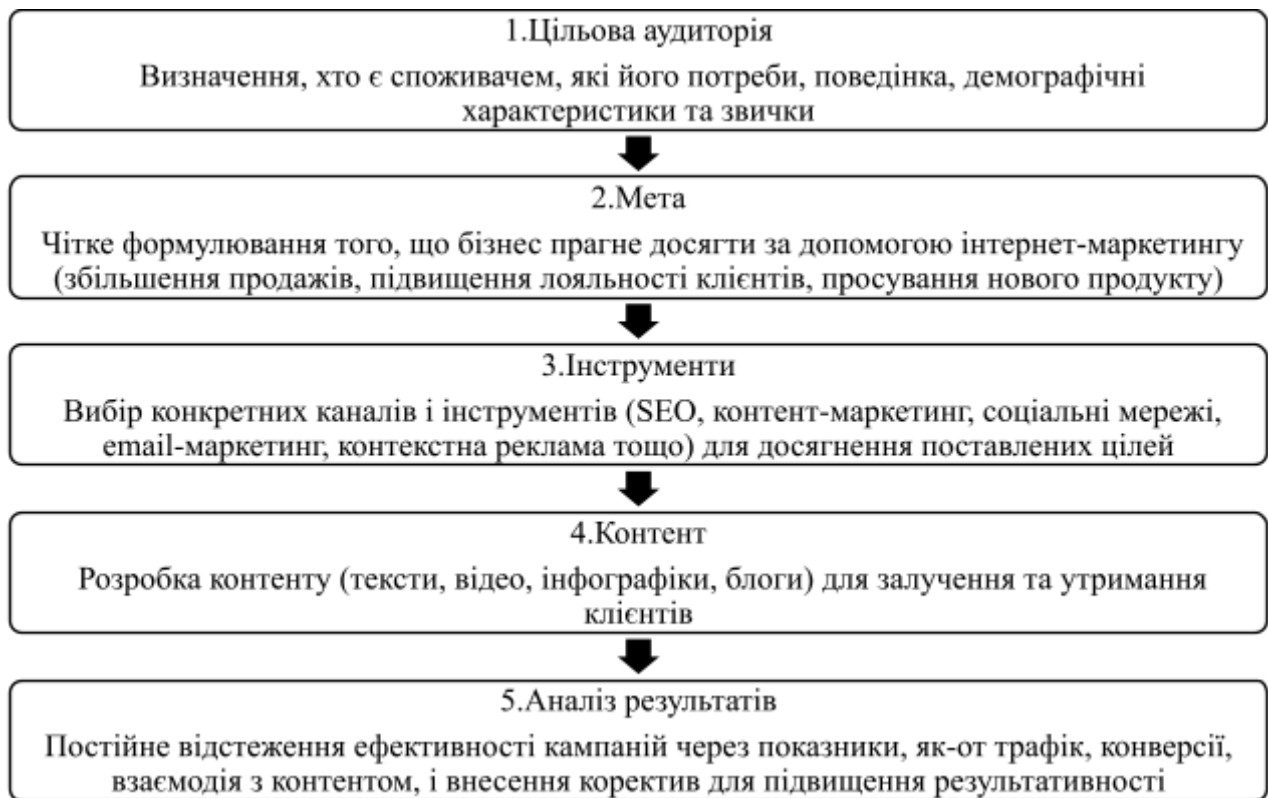 1.Цільова аудиторія
Визначення, хто є споживачем, які його потреби, поведінка, демографічні
характеристики та звички
2.Мета
Чітке формулювання того, що бізнес прагне досягти за допомогою інтернет-маркетингу
(збільшення продажів, підвищення лояльності клієнтів, просування нового продукту)
3.Інструменти
Вибір конкретних каналів і інструментів (SEO, контент-маркетинг, соціальні мережі,
email-маркетинг, контекстна реклама тощо) для досягнення поставлених цілей
4.Контент
Розробка контенту (тексти, відео, інфографіки, блоги) для залучення та утримання
клієнтів
5.Аналіз результатів
Постійне відстеження ефективності кампаній через показники, як-от трафік, конверсії,
взаємодія з контентом, і внесення коректив для підвищення результативності